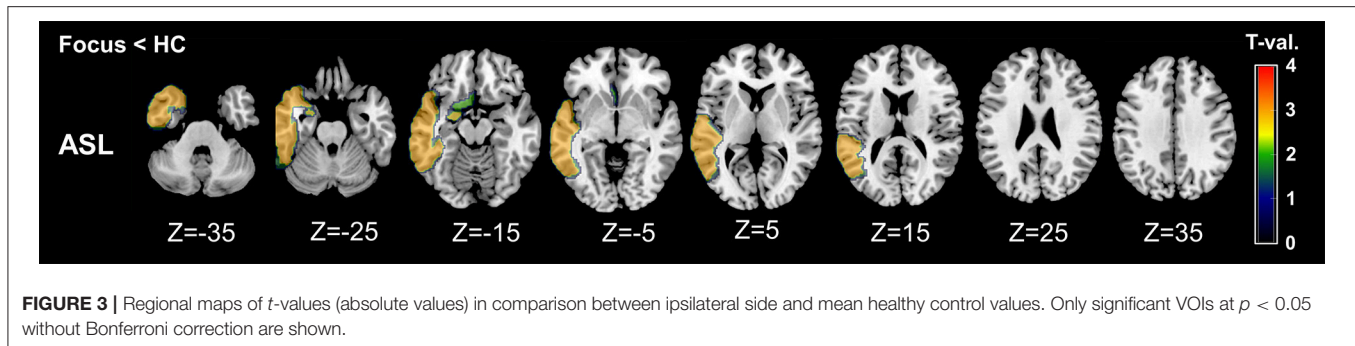 Focus < HC
T-val.
4
3
ASL
2
1
0
Z=-35 Z=-25 Z=-15 Z=-5 Z=5 Z=15 Z=25 Z=35
FIGURE 3 | Regional maps of t-values (absolute values) in comparison between ipsilateral side and mean healthy control values. Only significant VOIs at p < 0.05
without Bonferroni correction are shown.